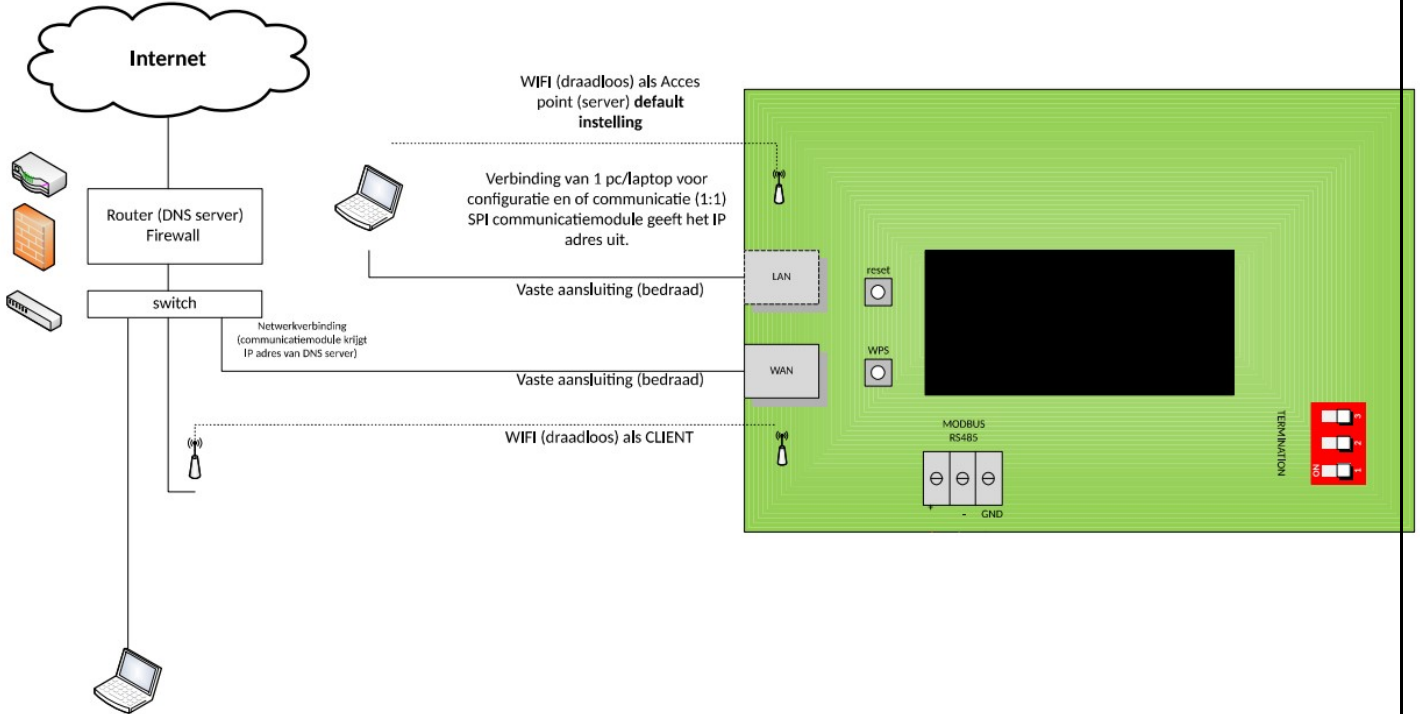 Internet
Router (DNS server)
Firewall
switch
Netwerkverbinding
(communicatiemodule krijgt
IP adres van DNS server)
WIFI (draadloos) als Acces
point (server) default
instelling
Verbinding van 1 pc/laptop voor
configuratie en of communicatie (1:1)
SPI communicatiemodule geeft het IP
adres uit.
Vaste aansluiting (bedraad)
Vaste aansluiting (bedraad)
WIFI (draadloos) als CLIENT
LAN
reset
WAN
WPS
MODBUS
RS485
+ - GND
TERMINATION
ON
1 2 3